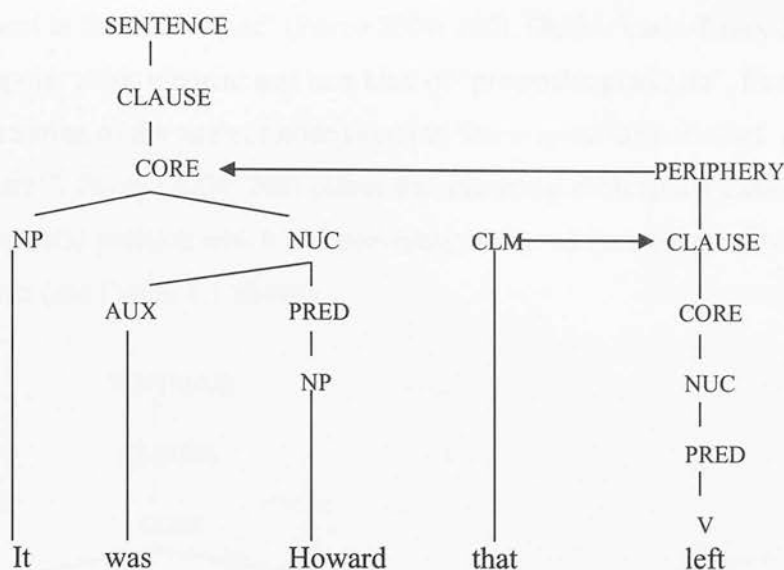 SENTENCE
CLAUSE
CORE PERIPHERY
NP NUC CLM CLAUSE
AUX PRED CORE
NP NUC
PRED
V
It was Howard that left